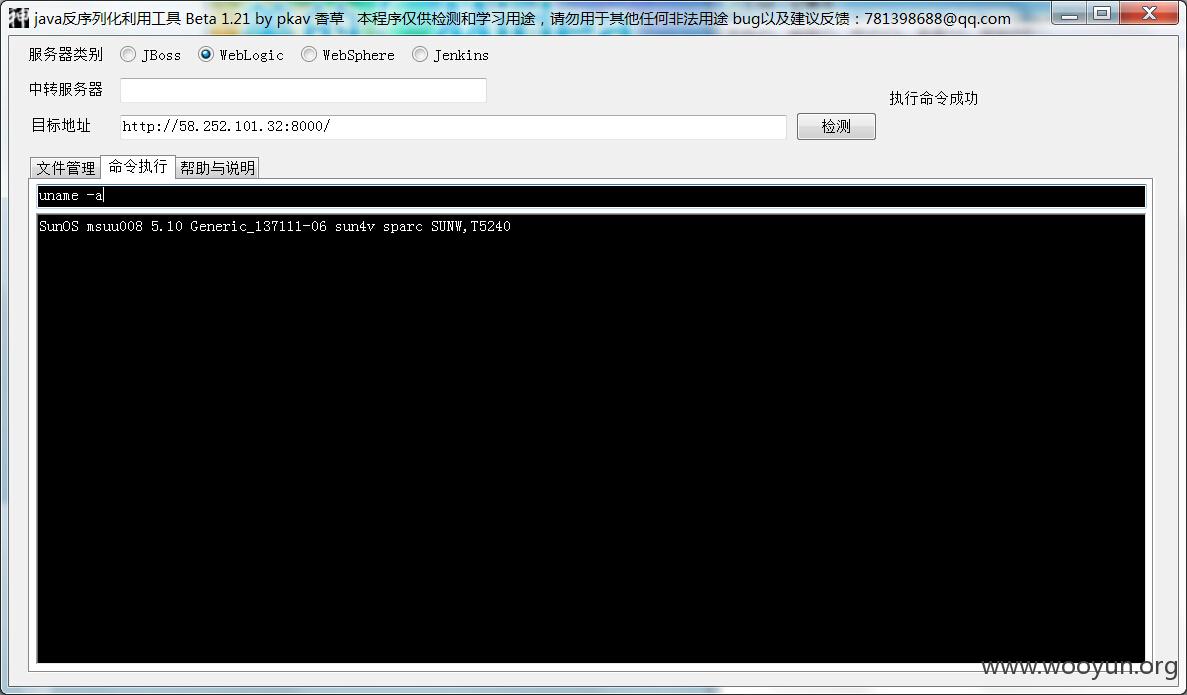 java反序列化利用工具 Beta 1.21 by pkav 香草 本程序仅供检测和学习用途，请勿用于其他任何非法用途 bug以及建议反馈：781398688@qq.com
服务器类别 JBoss WebLogic WebSphere Jenkins
中转服务器
执行命令成功
目标地址 http://58.252.101.32:8000/ 检测
文件管理 命令执行 帮助与说明
uname -a
SunOS msuu008 5.10 Generic_137111-06 sun4v sparc SUNW,T5240
www.wooyun.org